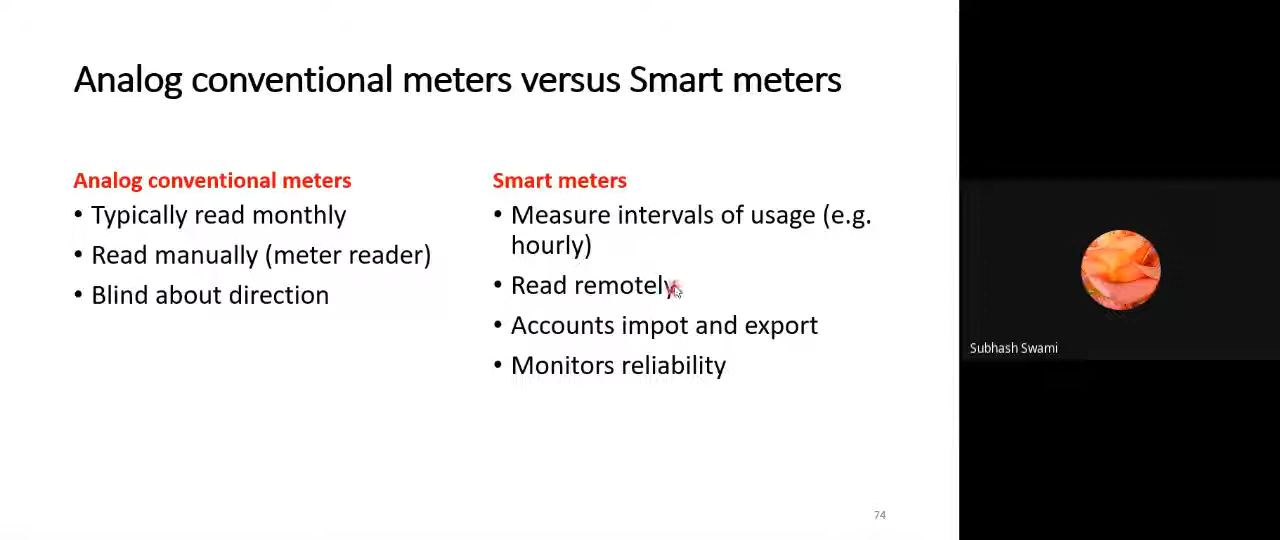 Analog conventional meters versus Smart meters
Analog conventional meters
• Typically read monthly
• Read manually (meter reader)
• Blind about direction
Smart meters
• Measure intervals of usage (e.g.
hourly)
• Read remotely
• Accounts impot and export
• Monitors reliability
74
Subhash Swami